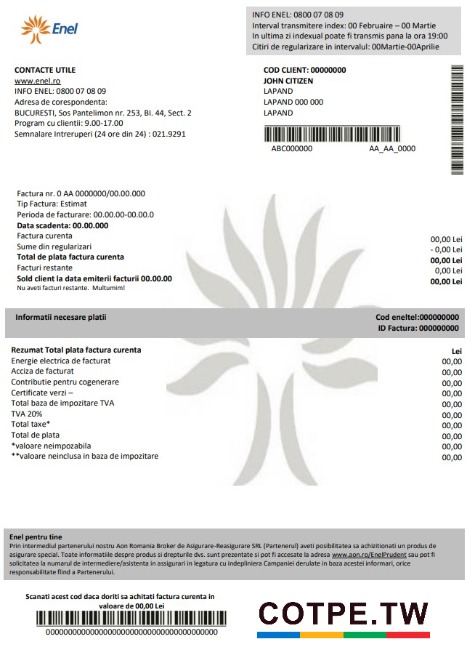 Enel
INFO ENEL: 0800 07 08 09
Interval transmitere index: 00 Februaire – 00 Martie
In ultima zi indexual poate fi transmis pana la ora 19:00
Citiri de regularizare in intervalul: 00Martie-00Aprilie
CONTACTE UTILE
www.enel.ro
INFO ENEL: 0800 07 08 09
Adresa de corespondenta:
BUCURESTI, Sos Pantelimon nr. 253, Bl. 44, Sect. 2
Program cu clientii: 9.00-17.00
Semnalare Intreruperi (24 ore din 24) : 021.9291
COD CLIENT: 00000000
JOHN CITIZEN
LAPAND
LAPAND 000 000
LAPAND
ABC000000 AA_AA_0000
Factura nr. 0 AA 0000000/00.00.000
Tip Factura: Estimat
Perioda de facturare: 00.00.00-00.00.0
Data scadenta: 00.00.000
Factura curenta 00,00 Lei
Sume din regularizari - 0,00 Lei
Total de plata factura curenta 00,00 Lei
Facturi restante 0,00 Lei
Sold client la data emiterii facturii 00.00.00 00,00 Lei
Nu aveti facturi restante. Multumim!
Informatii necesare platii Cod eneltel:000000000
ID Factura: 000000000
Rezumat Total plata factura curenta Lei
Energie electrica de facturat 00,00
Acciza de facturat 00,00
Contributie pentru cogenerare 00,00
Certificate verzi – 00,00
Total baza de impozitare TVA 00,00
TVA 20% 00,00
Total taxe* 00,00
Total de plata 00,00
*valoare neimpozabila 00,00
**valoare neinclusa in baza de impozitare 00,00
Enel pentru tine
Prin intermediul partenerului nostru Aon Romania Broker de Asigurare-Reasigurare SRL (Partenerul) aveti posibilitatea sa achizitionati un produs de
asigurare special. Toate informatiile despre produs si drepturile dvs. sunt prezentate si pot fi accesate la adresa www.aon.ro/EnelPrudent sau pot fi
solicitate la numarul de intermediere/asistenta in asigurari in legatura cu indepliniera Campaniei derulate in baza acestei informari, orice
responsabilitate fiind a Partenerului.
Scanati acest cod daca doriti sa achitati factura curenta in
valoare de 00,00 Lei
COTPE.TW